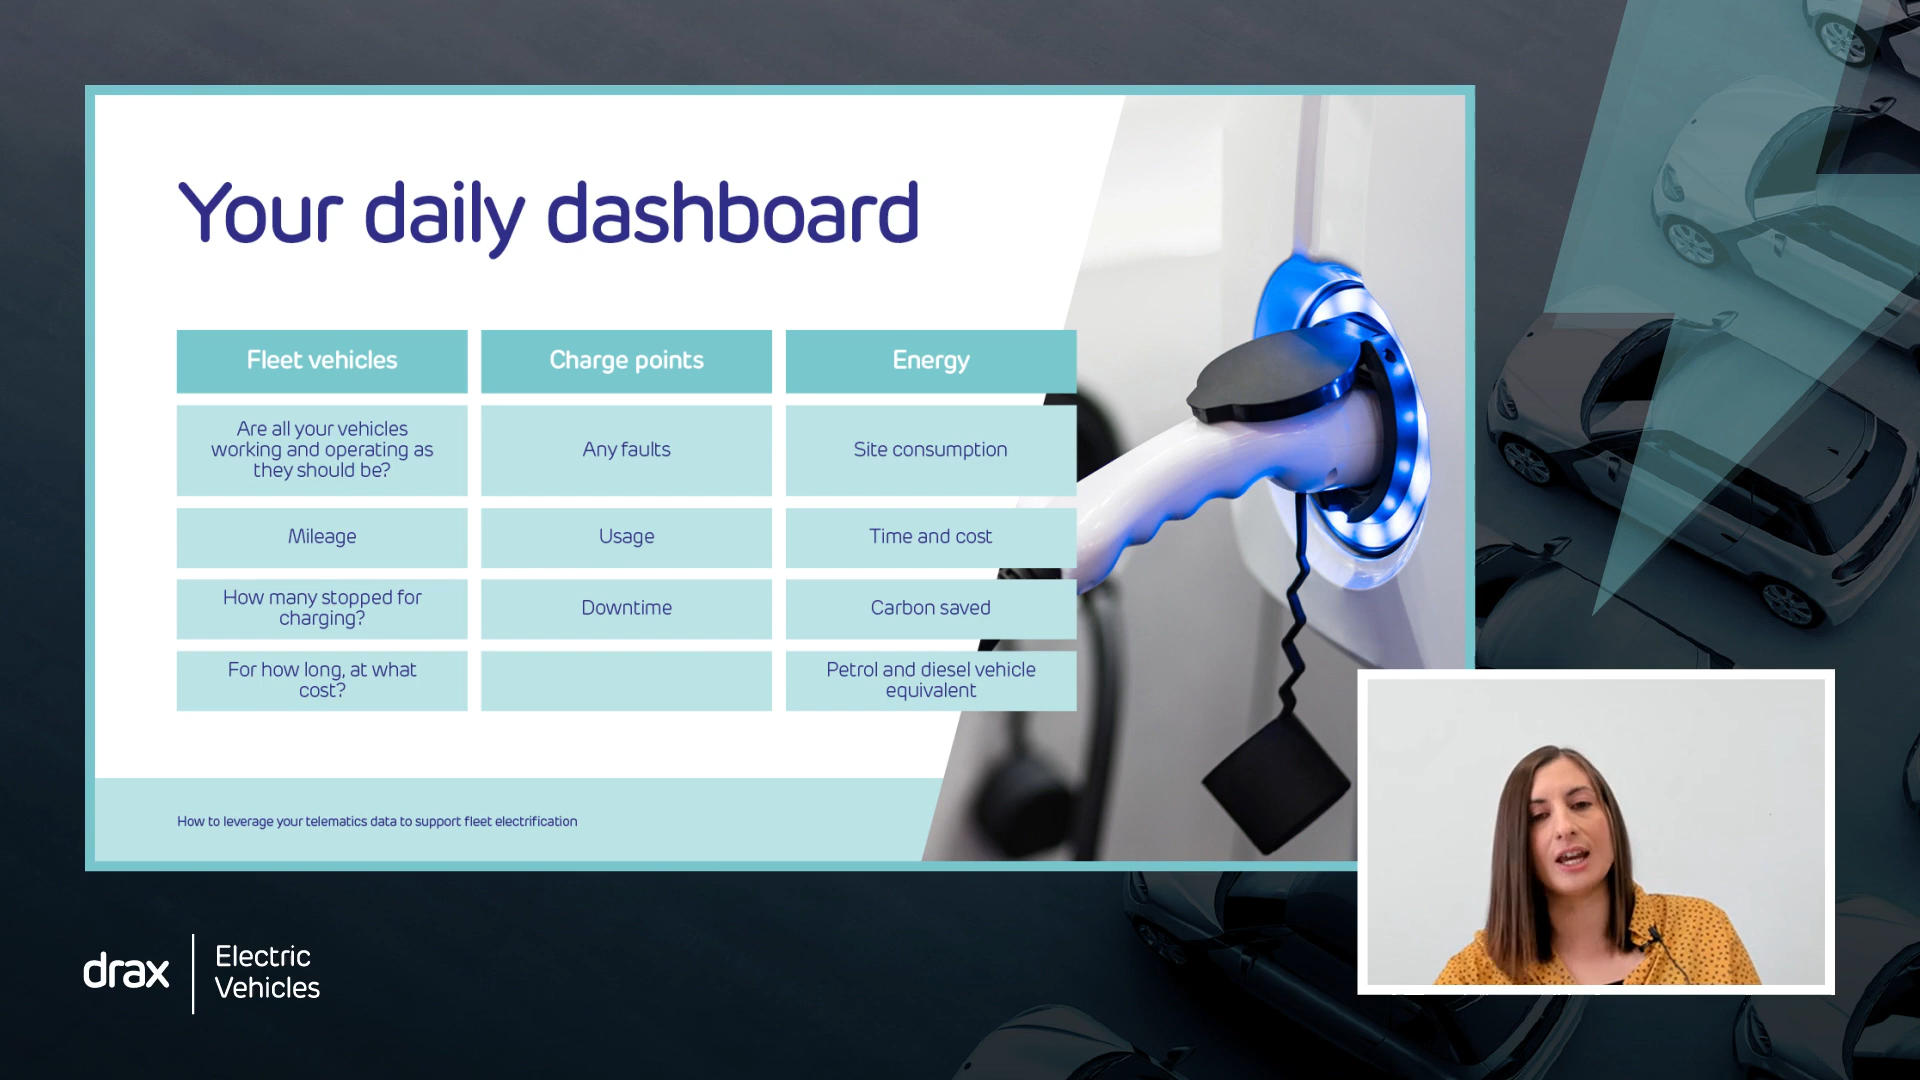 Your daily dashboard
Fleet vehicles
Charge points
Energy
Are all your vehicles
working and operating as
they should be?
Any faults
Site consumption
Mileage
Usage
Time and cost
How many stopped for
charging?
Downtime
Carbon saved
For how long, at what
cost?
Petrol and diesel vehicle
equivalent
How to leverage your telematics data to support fleet electrification
drax
Electric
Vehicles